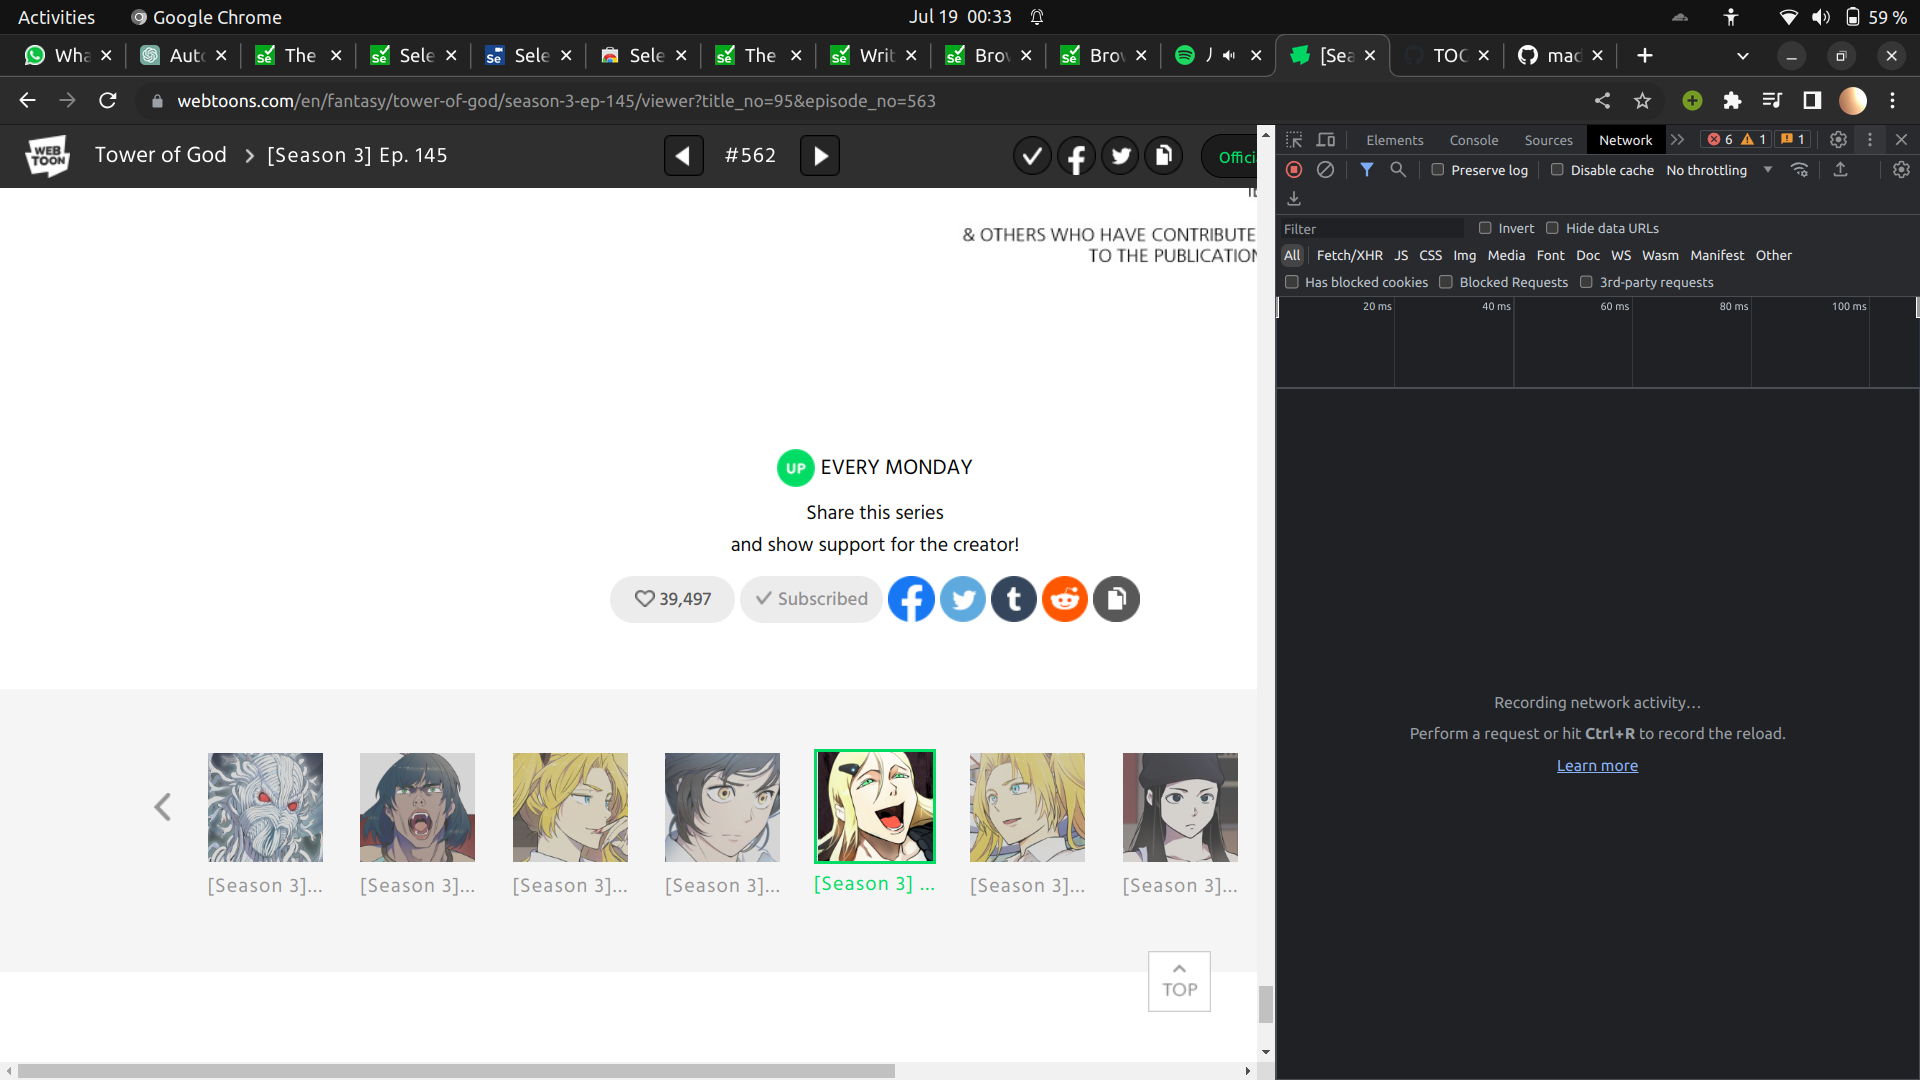 Activities
Google Chrome
Jul 19 00:33
59 %
Wha
Auto
The
Sele
Sele
Sele
The
Writ
Brow
Brow
[Sea
TOC
mad
webtoons.com/en/fantasy/tower-of-god/season-3-ep-145/viewer?title_no=95&episode_no=563
WEB
TOON
Tower of God
[Season 3] Ep. 145
#562
Offici
& OTHERS WHO HAVE CONTRIBUTE
TO THE PUBLICATION
UP EVERY MONDAY
Share this series
and show support for the creator!
39,497
Subscribed
[Season 3]...
[Season 3]...
[Season 3]...
[Season 3]...
[Season 3] ...
[Season 3]...
[Season 3]...
TOP
Elements
Console
Sources
Network
6
1
1
Preserve log
Disable cache
No throttling
Filter
Invert
Hide data URLs
All
Fetch/XHR
JS
CSS
Img
Media
Font
Doc
WS
Wasm
Manifest
Other
Has blocked cookies
Blocked Requests
3rd-party requests
20 ms
40 ms
60 ms
80 ms
100 ms
Recording network activity…
Perform a request or hit Ctrl+R to record the reload.
Learn more